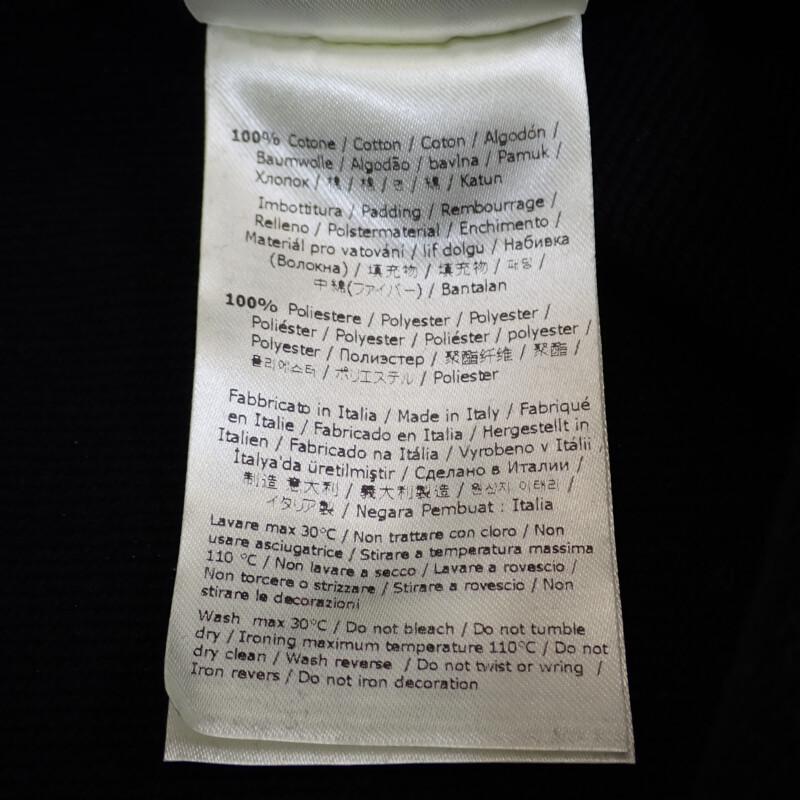 100% Cotone / Cotton / Coton / Algodón /
Baumwolle / Algodão / bavlna / Pamuk /
Хлопок / 棉 / 棉 / 면 / 綿 / Katun
Imbottitura / Padding / Rembourrage /
Relleno / Polstermaterial / Enchimento /
Materiál pro vatování / lif dolgu / Набивка
(Волокна) / 填充物 / 填充物 / 패딩 /
中綿(ファイバー) / Bantalan
100% Poliestere / Polyester / Polyester /
Poliéster / Polyester / Poliéster / polyester /
Polyester / Полиэстер / 聚酯纤维 / 聚酯 /
폴리에스터 / ポリエステル / Poliester
Fabbricato in Italia / Made in Italy / Fabriqué
en Italie / Fabricado en Italia / Hergestellt in
Italien / Fabricado na Itália / Vyrobeno v Itálii /
İtalya'da üretilmiştir / Сделано в Италии /
制造 意大利 / 義大利製造 / 원산지 이태리 /
イタリア製 / Negara Pembuat : Italia
Lavare max 30°C / Non trattare con cloro / Non
usare asciugatrice / Stirare a temperatura massima
110 °C / Non lavare a secco / Lavare a rovescio /
Non torcere o strizzare / Stirare a rovescio / Non
stirare le decorazioni
Wash max 30°C / Do not bleach / Do not tumble
dry / Ironing maximum temperature 110°C / Do not
dry clean / Wash reverse / Do not twist or wring /
Iron revers / Do not iron decoration